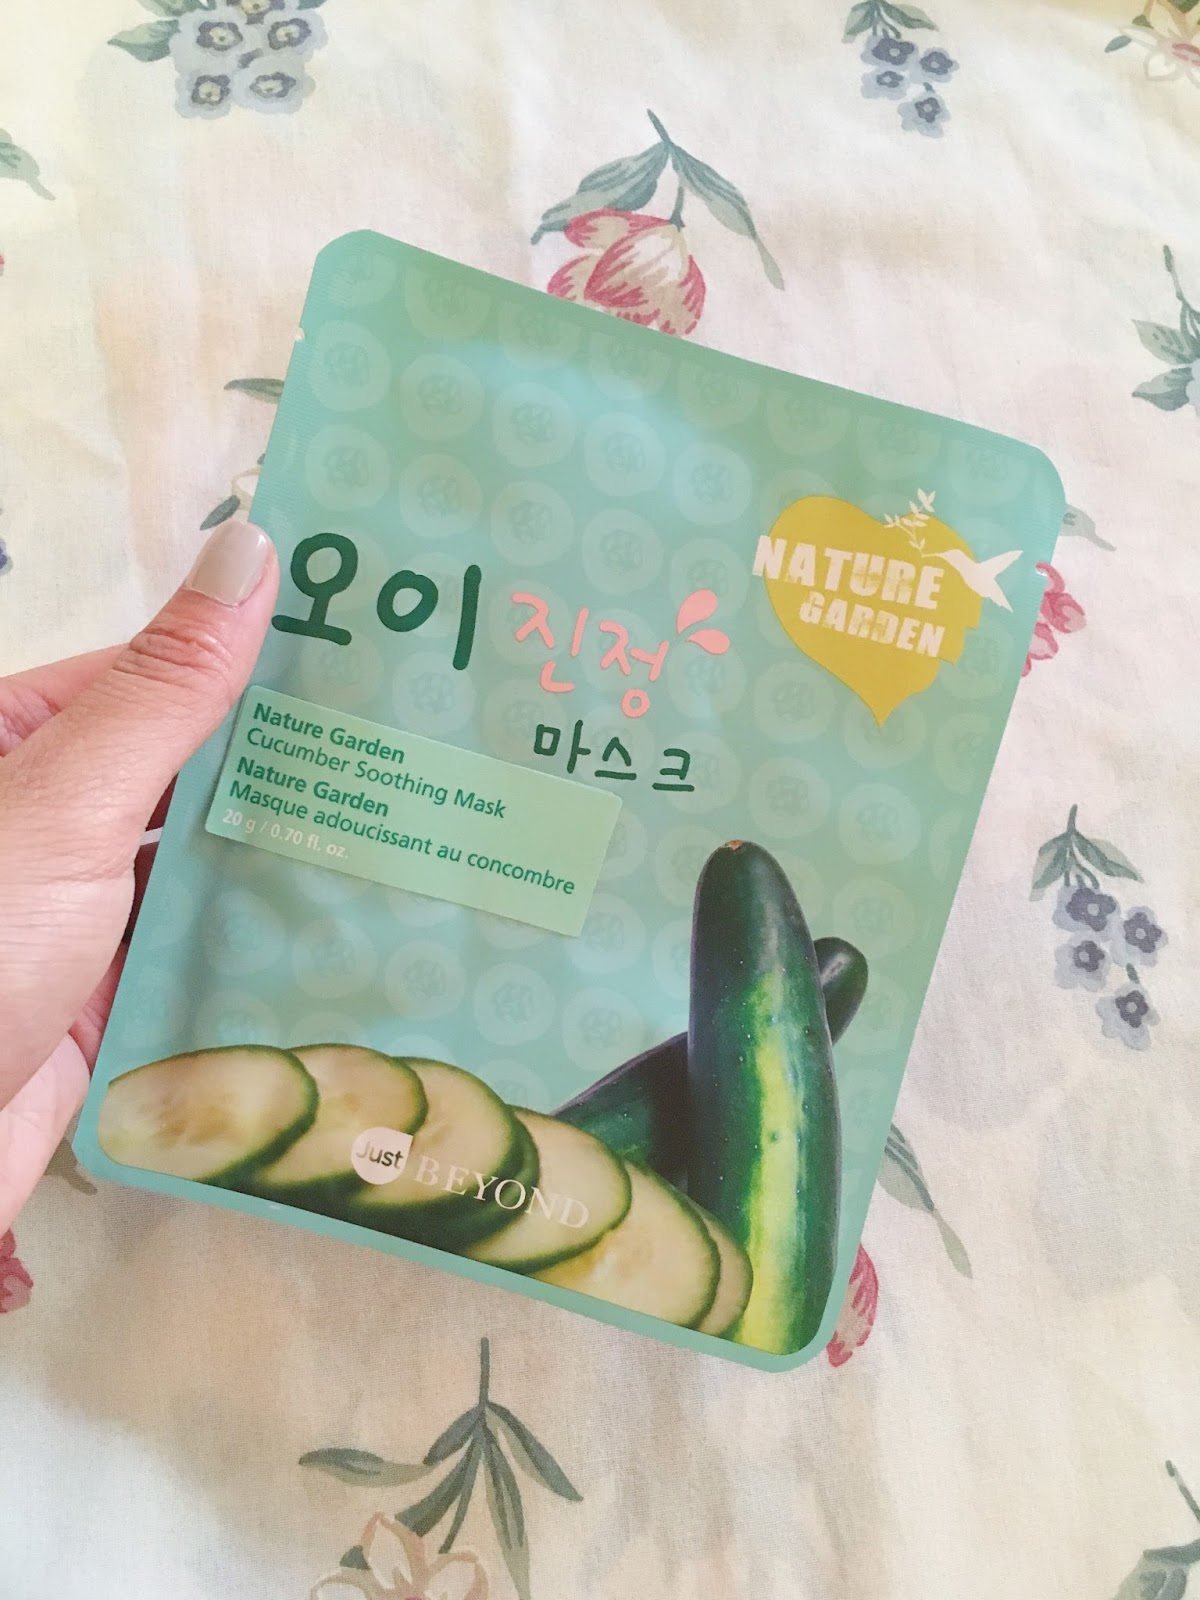 NATURE
GARDEN
오이 진정
마스크
Nature Garden
Cucumber Soothing Mask
Nature Garden
Masque adoucissant au concombre
20 g / 0.70 fl. oz.
Just BEYOND